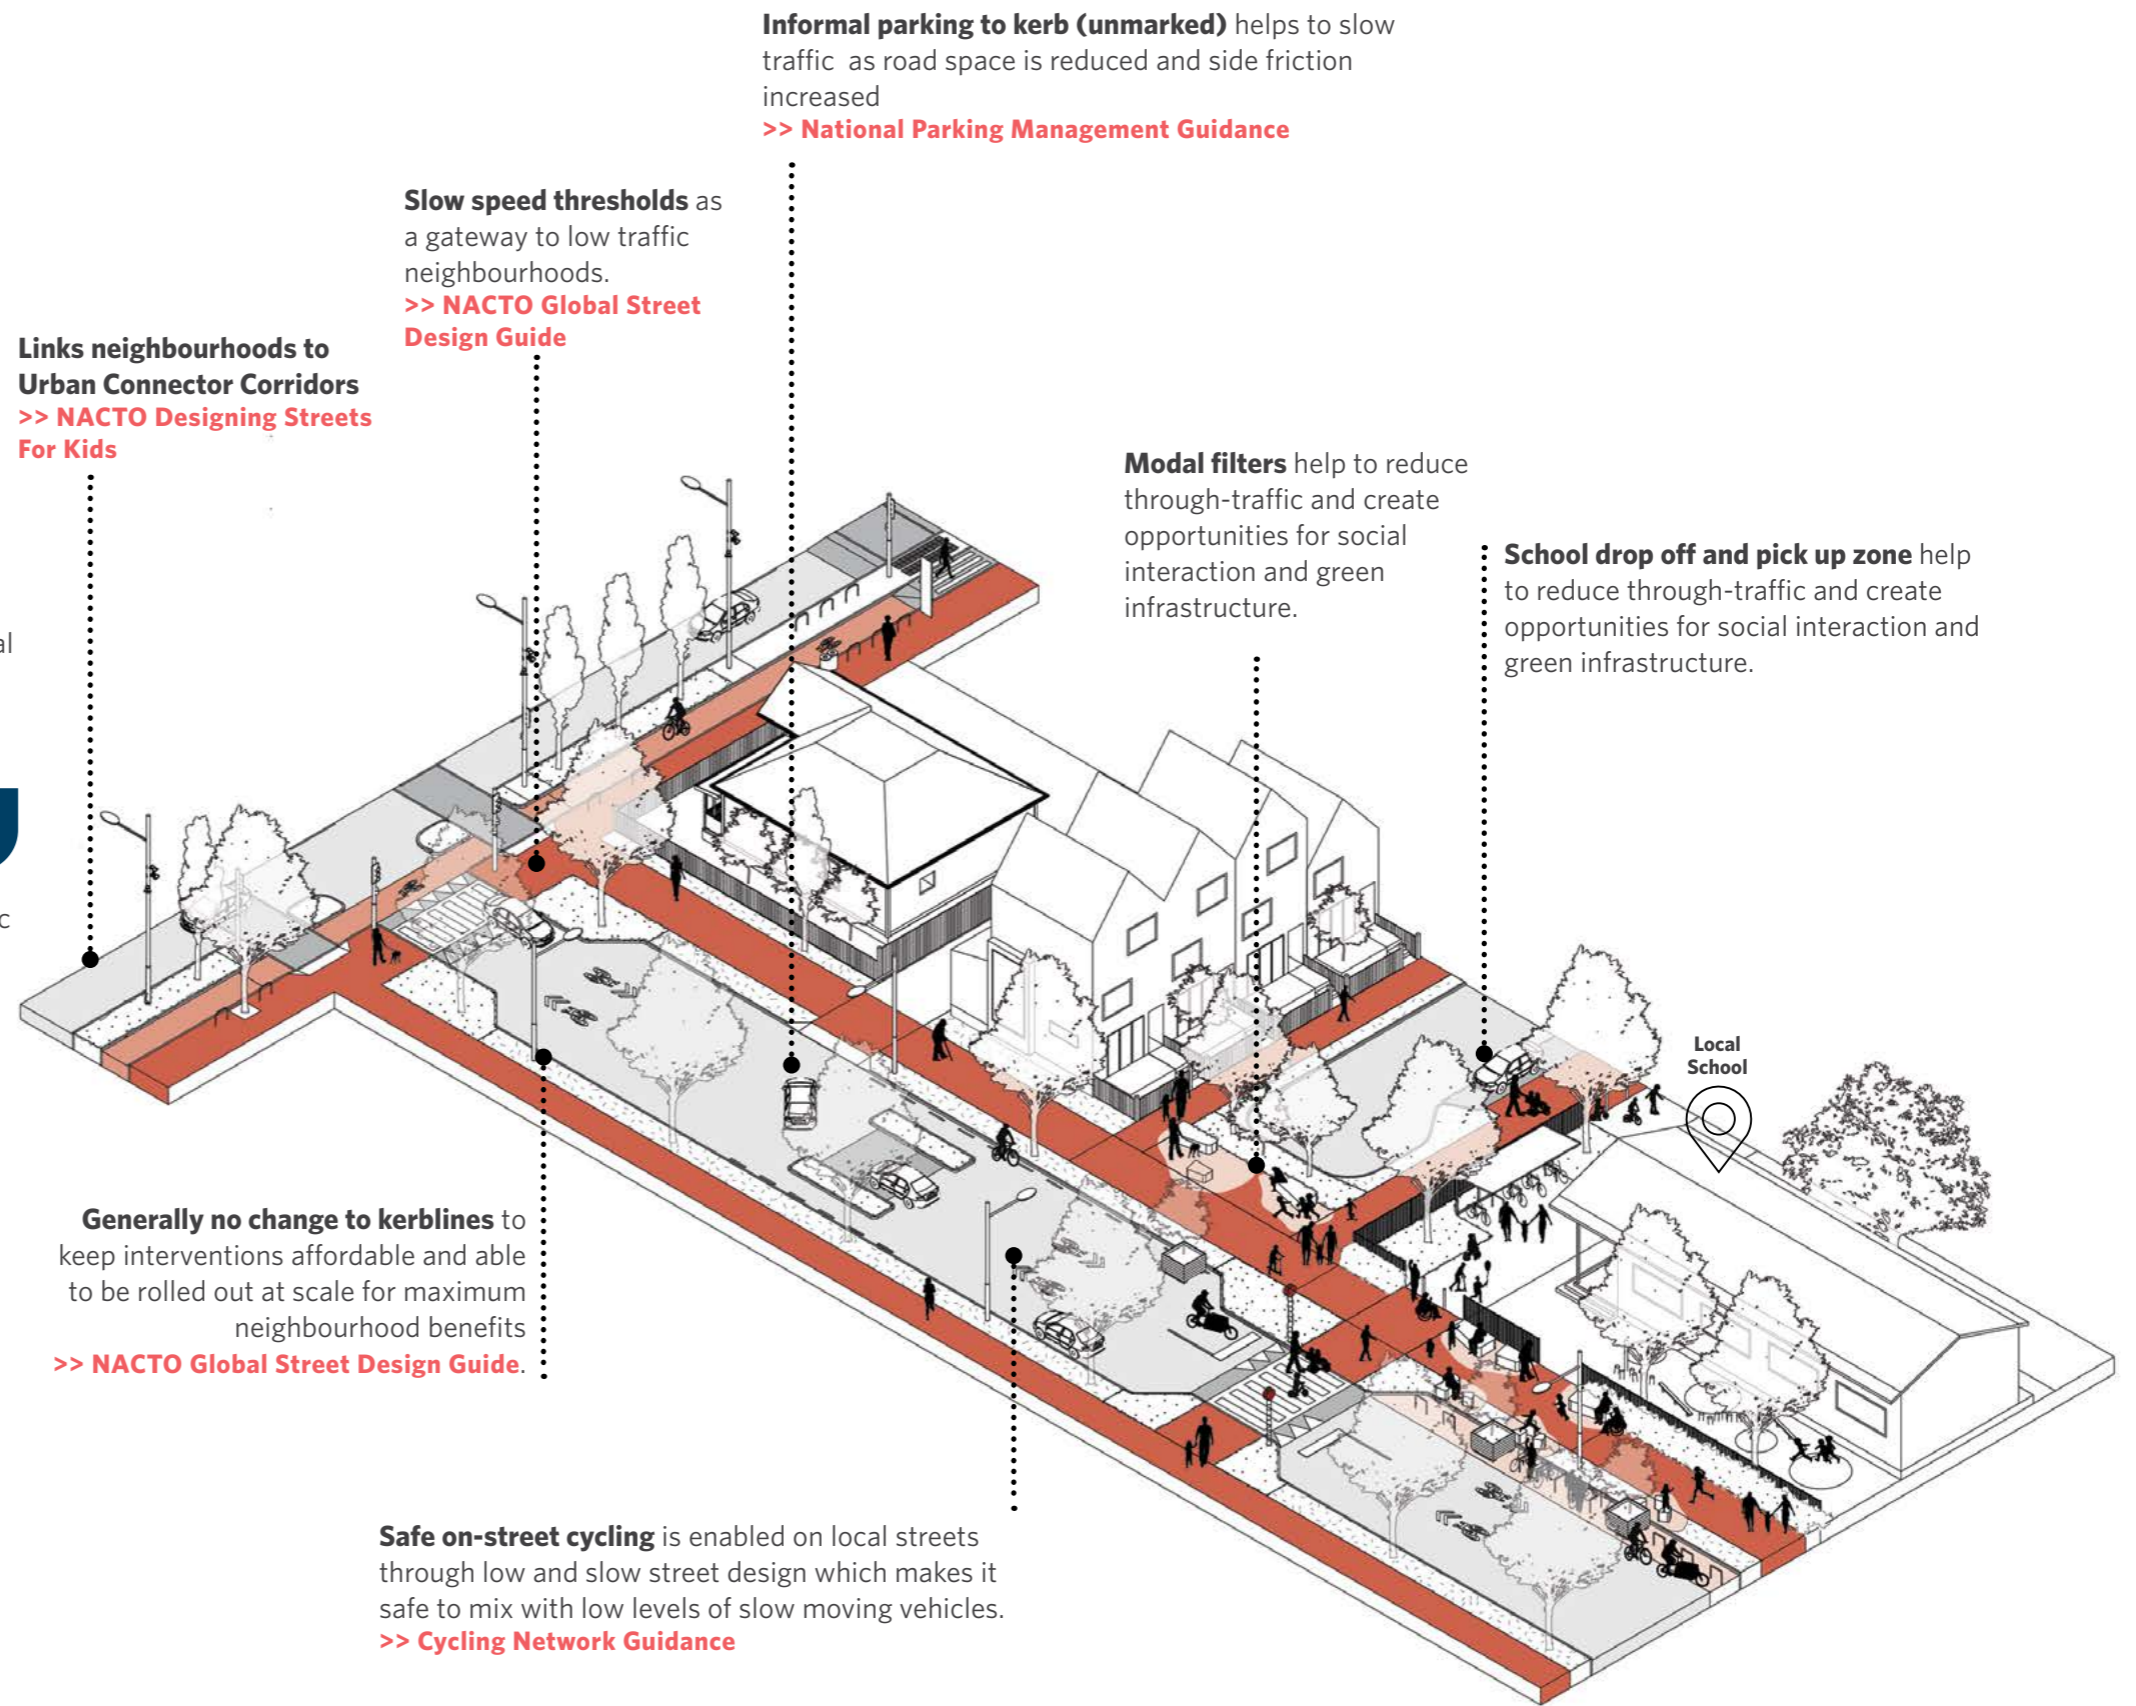 Informal parking to kerb (unmarked) helps to slow
traffic as road space is reduced and side friction
increased
>> National Parking Management Guidance
Slow speed thresholds as
a gateway to low traffic
neighbourhoods.
>> NACTO Global Street
Design Guide
Links neighbourhoods to
Urban Connector Corridors
>> NACTO Designing Streets
For Kids
Modal filters help to reduce
through-traffic and create
opportunities for social
interaction and green
infrastructure.
School drop off and pick up zone help
to reduce through-traffic and create
opportunities for social interaction and
green infrastructure.
Local
School
Generally no change to kerblines to
keep interventions affordable and able
to be rolled out at scale for maximum
neighbourhood benefits
>> NACTO Global Street Design Guide.
Safe on-street cycling is enabled on local streets
through low and slow street design which makes it
safe to mix with low levels of slow moving vehicles.
>> Cycling Network Guidance